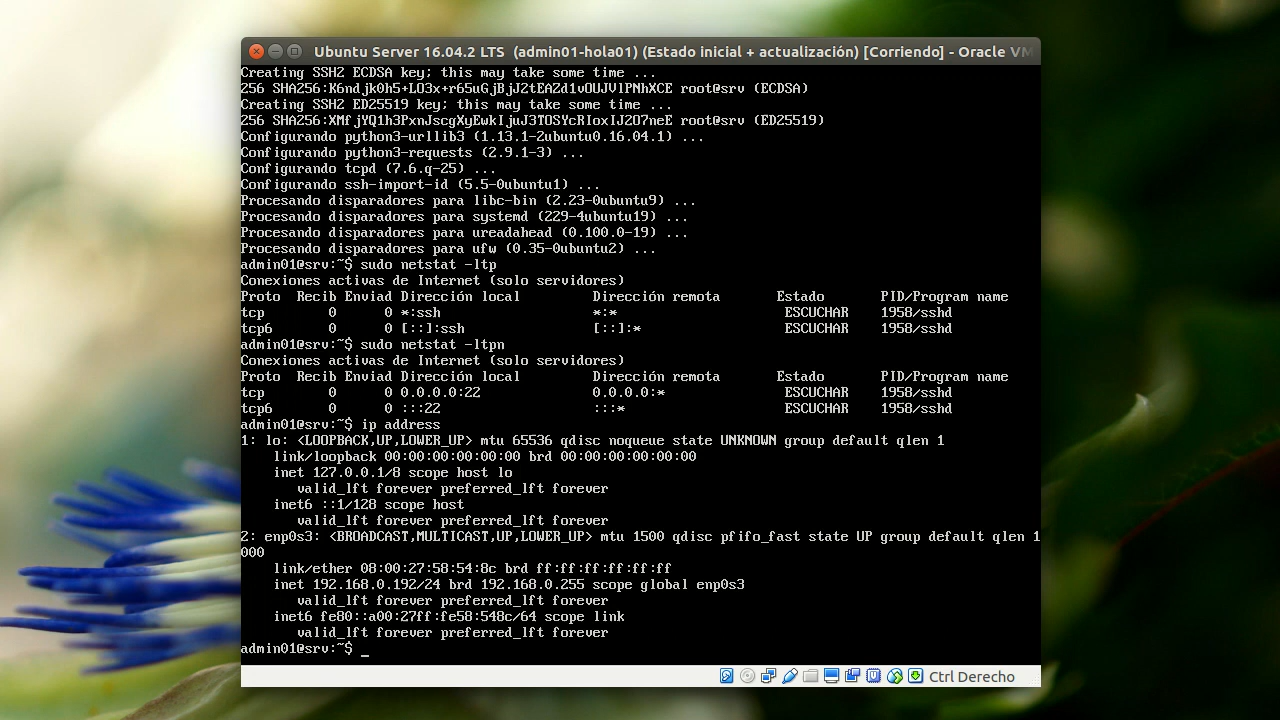 Ubuntu Server 16.04.2 LTS (admin01-hola01) (Estado inicial + actualización) [Corriendo] - Oracle VM
Creating SSH2 ECDSA key; this may take some time ...
256 SHA256:K6ndjk0h5+LO3x+r65uGjBjJ2tEAZd1vOUJVlPNhXCE root@srv (ECDSA)
Creating SSH2 ED25519 key; this may take some time ...
256 SHA256:XMfjYQ1h3PxnJscgXyEwkIjuJ3TOSYcRIoxIJ2O7neE root@srv (ED25519)
Configurando python3-urllib3 (1.13.1-2ubuntu0.16.04.1) ...
Configurando python3-requests (2.9.1-3) ...
Configurando tcpd (7.6.q-25) ...
Configurando ssh-import-id (5.5-0ubuntu1) ...
Procesando disparadores para libc-bin (2.23-0ubuntu9) ...
Procesando disparadores para systemd (229-4ubuntu19) ...
Procesando disparadores para ureadahead (0.100.0-19) ...
Procesando disparadores para ufw (0.35-0ubuntu2) ...
admin01@srv:~$ sudo netstat -ltp
Conexiones activas de Internet (solo servidores)
Proto  Recib Enviad Dirección local         Dirección remota       Estado       PID/Program name
tcp        0      0 *:ssh                   *:*                     ESCUCHAR    1958/sshd
tcp6       0      0 [::]:ssh                [::]:*                  ESCUCHAR    1958/sshd
admin01@srv:~$ sudo netstat -ltpn
Conexiones activas de Internet (solo servidores)
Proto  Recib Enviad Dirección local         Dirección remota       Estado       PID/Program name
tcp        0      0 0.0.0.0:22              0.0.0.0:*               ESCUCHAR    1958/sshd
tcp6       0      0 :::22                   :::*                    ESCUCHAR    1958/sshd
admin01@srv:~$ ip address
1: lo: <LOOPBACK,UP,LOWER_UP> mtu 65536 qdisc noqueue state UNKNOWN group default qlen 1
    link/loopback 00:00:00:00:00:00 brd 00:00:00:00:00:00
    inet 127.0.0.1/8 scope host lo
       valid_lft forever preferred_lft forever
    inet6 ::1/128 scope host
       valid_lft forever preferred_lft forever
2: enp0s3: <BROADCAST,MULTICAST,UP,LOWER_UP> mtu 1500 qdisc pfifo_fast state UP group default qlen 1
000
    link/ether 08:00:27:58:54:8c brd ff:ff:ff:ff:ff:ff
    inet 192.168.0.192/24 brd 192.168.0.255 scope global enp0s3
       valid_lft forever preferred_lft forever
    inet6 fe80::a00:27ff:fe58:548c/64 scope link
       valid_lft forever preferred_lft forever
admin01@srv:~$ _
Ctrl Derecho